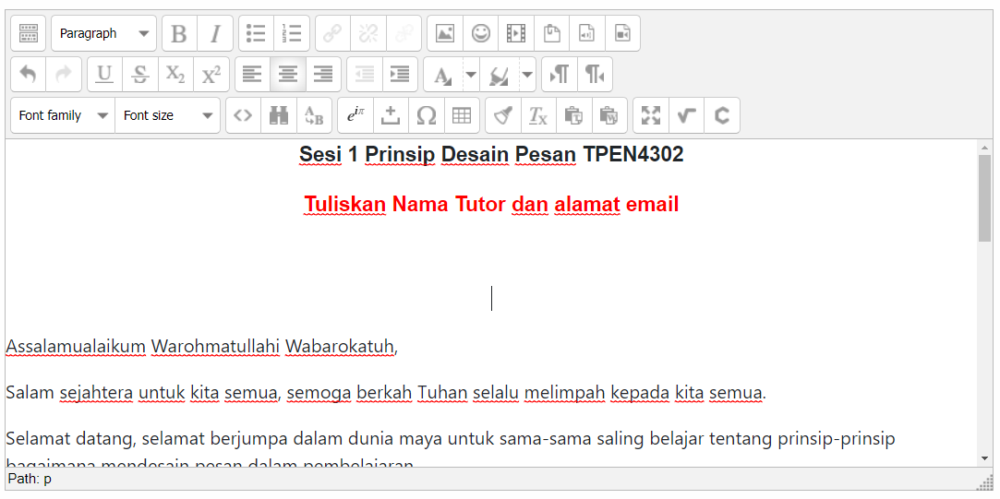 Paragraph B I
U S X₂ X²
Font family Font size
Sesi 1 Prinsip Desain Pesan TPEN4302
Tuliskan Nama Tutor dan alamat email
Assalamualaikum Warohmatullahi Wabarokatuh,
Salam sejahtera untuk kita semua, semoga berkah Tuhan selalu melimpah kepada kita semua.
Selamat datang, selamat berjumpa dalam dunia maya untuk sama-sama saling belajar tentang prinsip-prinsip
bagaimana mendesain pesan dalam pembelajaran
Path: p